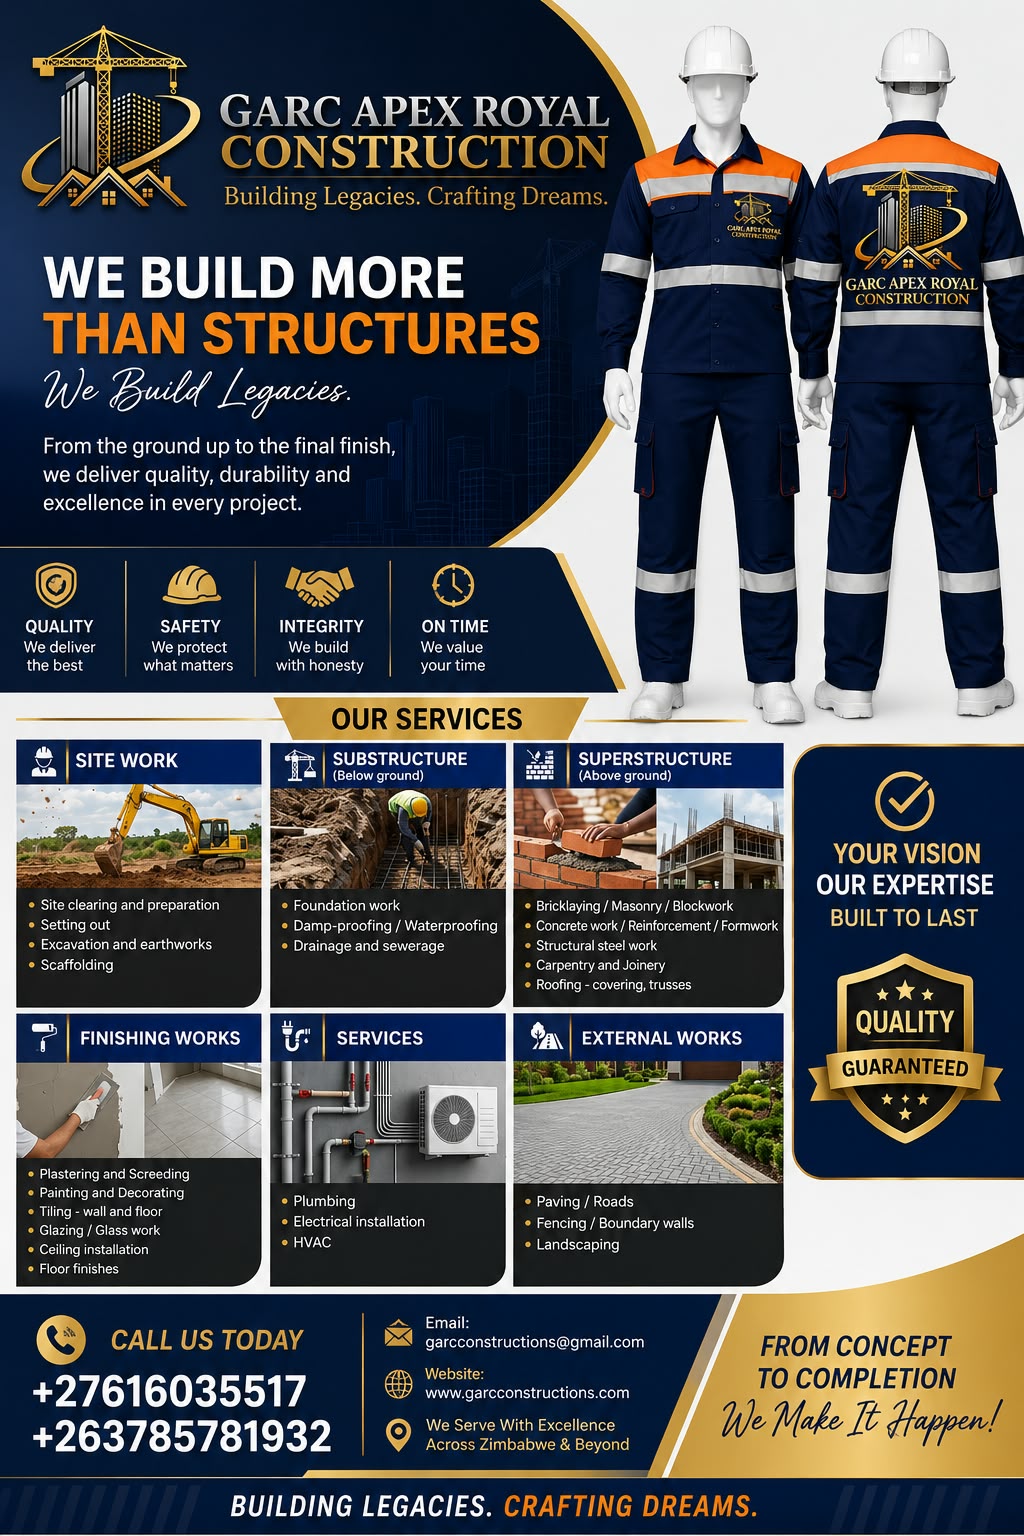 GARC APEX ROYAL
CONSTRUCTION
Building Legacies. Crafting Dreams.
WE BUILD MORE
THAN STRUCTURES
We Build Legacies.
From the ground up to the final finish,
we deliver quality, durability and
excellence in every project.
GARC APEX ROYAL
CONSTRUCTION
GARC APEX ROYAL
CONSTRUCTION
QUALITY
We deliver
the best
SAFETY
We protect
what matters
INTEGRITY
We build
with honesty
ON TIME
We value
your time
OUR SERVICES
SITE WORK
Site clearing and preparation
Setting out
Excavation and earthworks
Scaffolding
SUBSTRUCTURE
(Below ground)
Foundation work
Damp-proofing / Waterproofing
Drainage and sewerage
SUPERSTRUCTURE
(Above ground)
Bricklaying / Masonry / Blockwork
Concrete work / Reinforcement / Formwork
Structural steel work
Carpentry and Joinery
Roofing - covering, trusses
FINISHING WORKS
Plastering and Screeding
Painting and Decorating
Tiling - wall and floor
Glazing / Glass work
Ceiling installation
Floor finishes
SERVICES
Plumbing
Electrical installation
HVAC
EXTERNAL WORKS
Paving / Roads
Fencing / Boundary walls
Landscaping
YOUR VISION
OUR EXPERTISE
BUILT TO LAST
QUALITY
GUARANTEED
CALL US TODAY
+27616035517
+263785781932
Email:
garcconstructions@gmail.com
Website:
www.garcconstructions.com
We Serve With Excellence
Across Zimbabwe & Beyond
FROM CONCEPT
TO COMPLETION
We Make It Happen!
BUILDING LEGACIES. CRAFTING DREAMS.